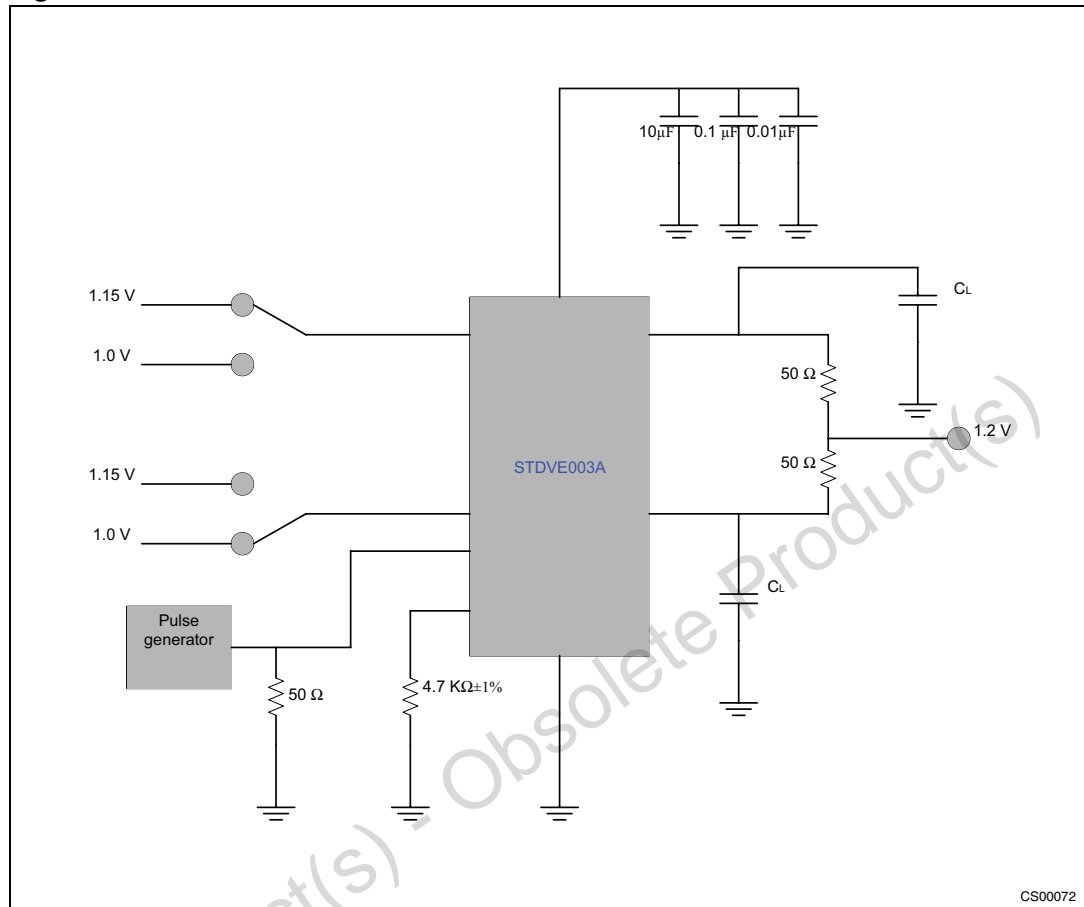 10µF 0.1 µF 0.01µF
1.15 V
CL
1.0 V
50 Ω
1.2 V
1.15 V
50 Ω
STDVE003A
1.0 V
CL
Pulse
generator
50 Ω
4.7 KΩ±1%
ct(s) - Obsolete Product(s)
CS00072